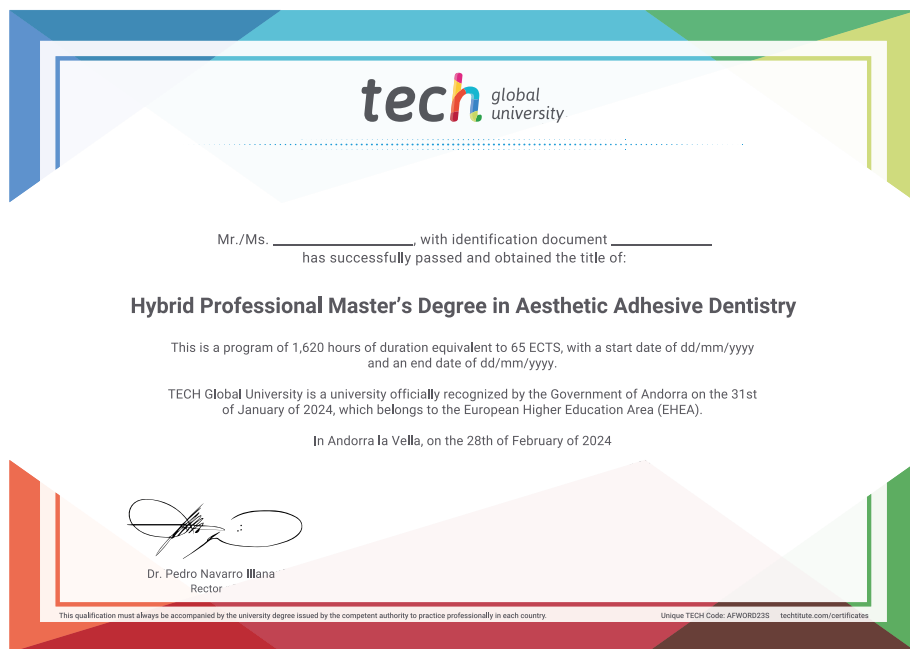 tech global university
Mr./Ms. ____________, with identification document ____________
has successfully passed and obtained the title of:
Hybrid Professional Master’s Degree in Aesthetic Adhesive Dentistry
This is a program of 1,620 hours of duration equivalent to 65 ECTS, with a start date of dd/mm/yyyy
and an end date of dd/mm/yyyy.
TECH Global University is a university officially recognized by the Government of Andorra on the 31st
of January of 2024, which belongs to the European Higher Education Area (EHEA).
In Andorra la Vella, on the 28th of February of 2024
Dr. Pedro Navarro Illana
Rector
This qualification must always be accompanied by the university degree issued by the competent authority to practice professionally in each country.
Unique TECH Code: AFWORD23S techtitute.com/certificates